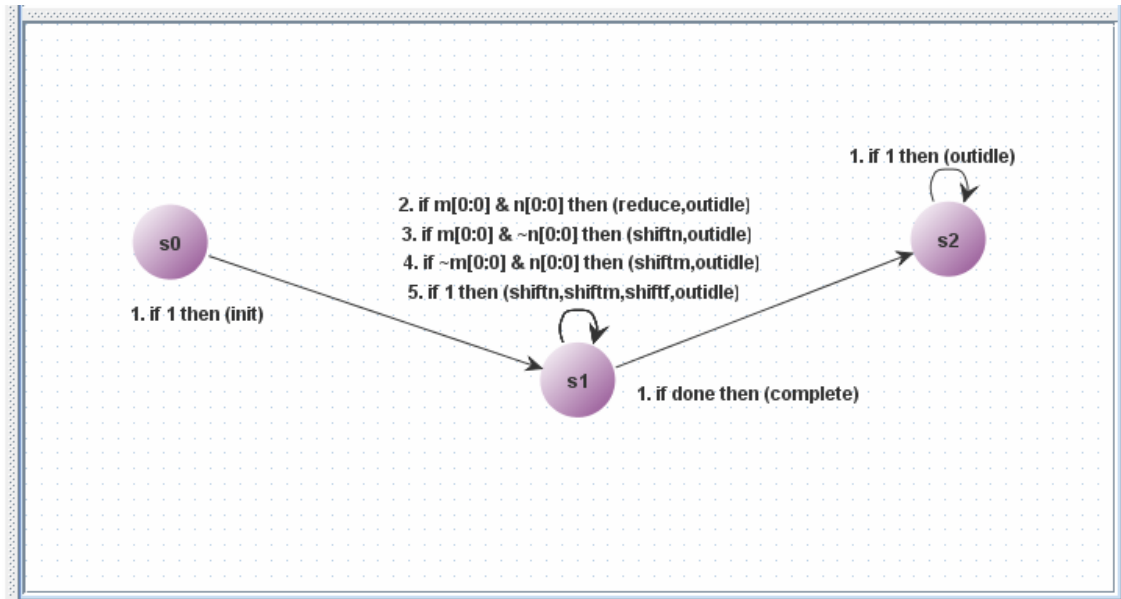 1. if 1 then (outidle)
2. if m[0:0] & n[0:0] then (reduce,outidle)
s0
3. if m[0:0] & ~n[0:0] then (shiftn,outidle)
s2
4. if ~m[0:0] & n[0:0] then (shiftm,outidle)
5. if 1 then (shiftn,shiftm,shiftf,outidle)
1. if 1 then (init)
s1
1. if done then (complete)